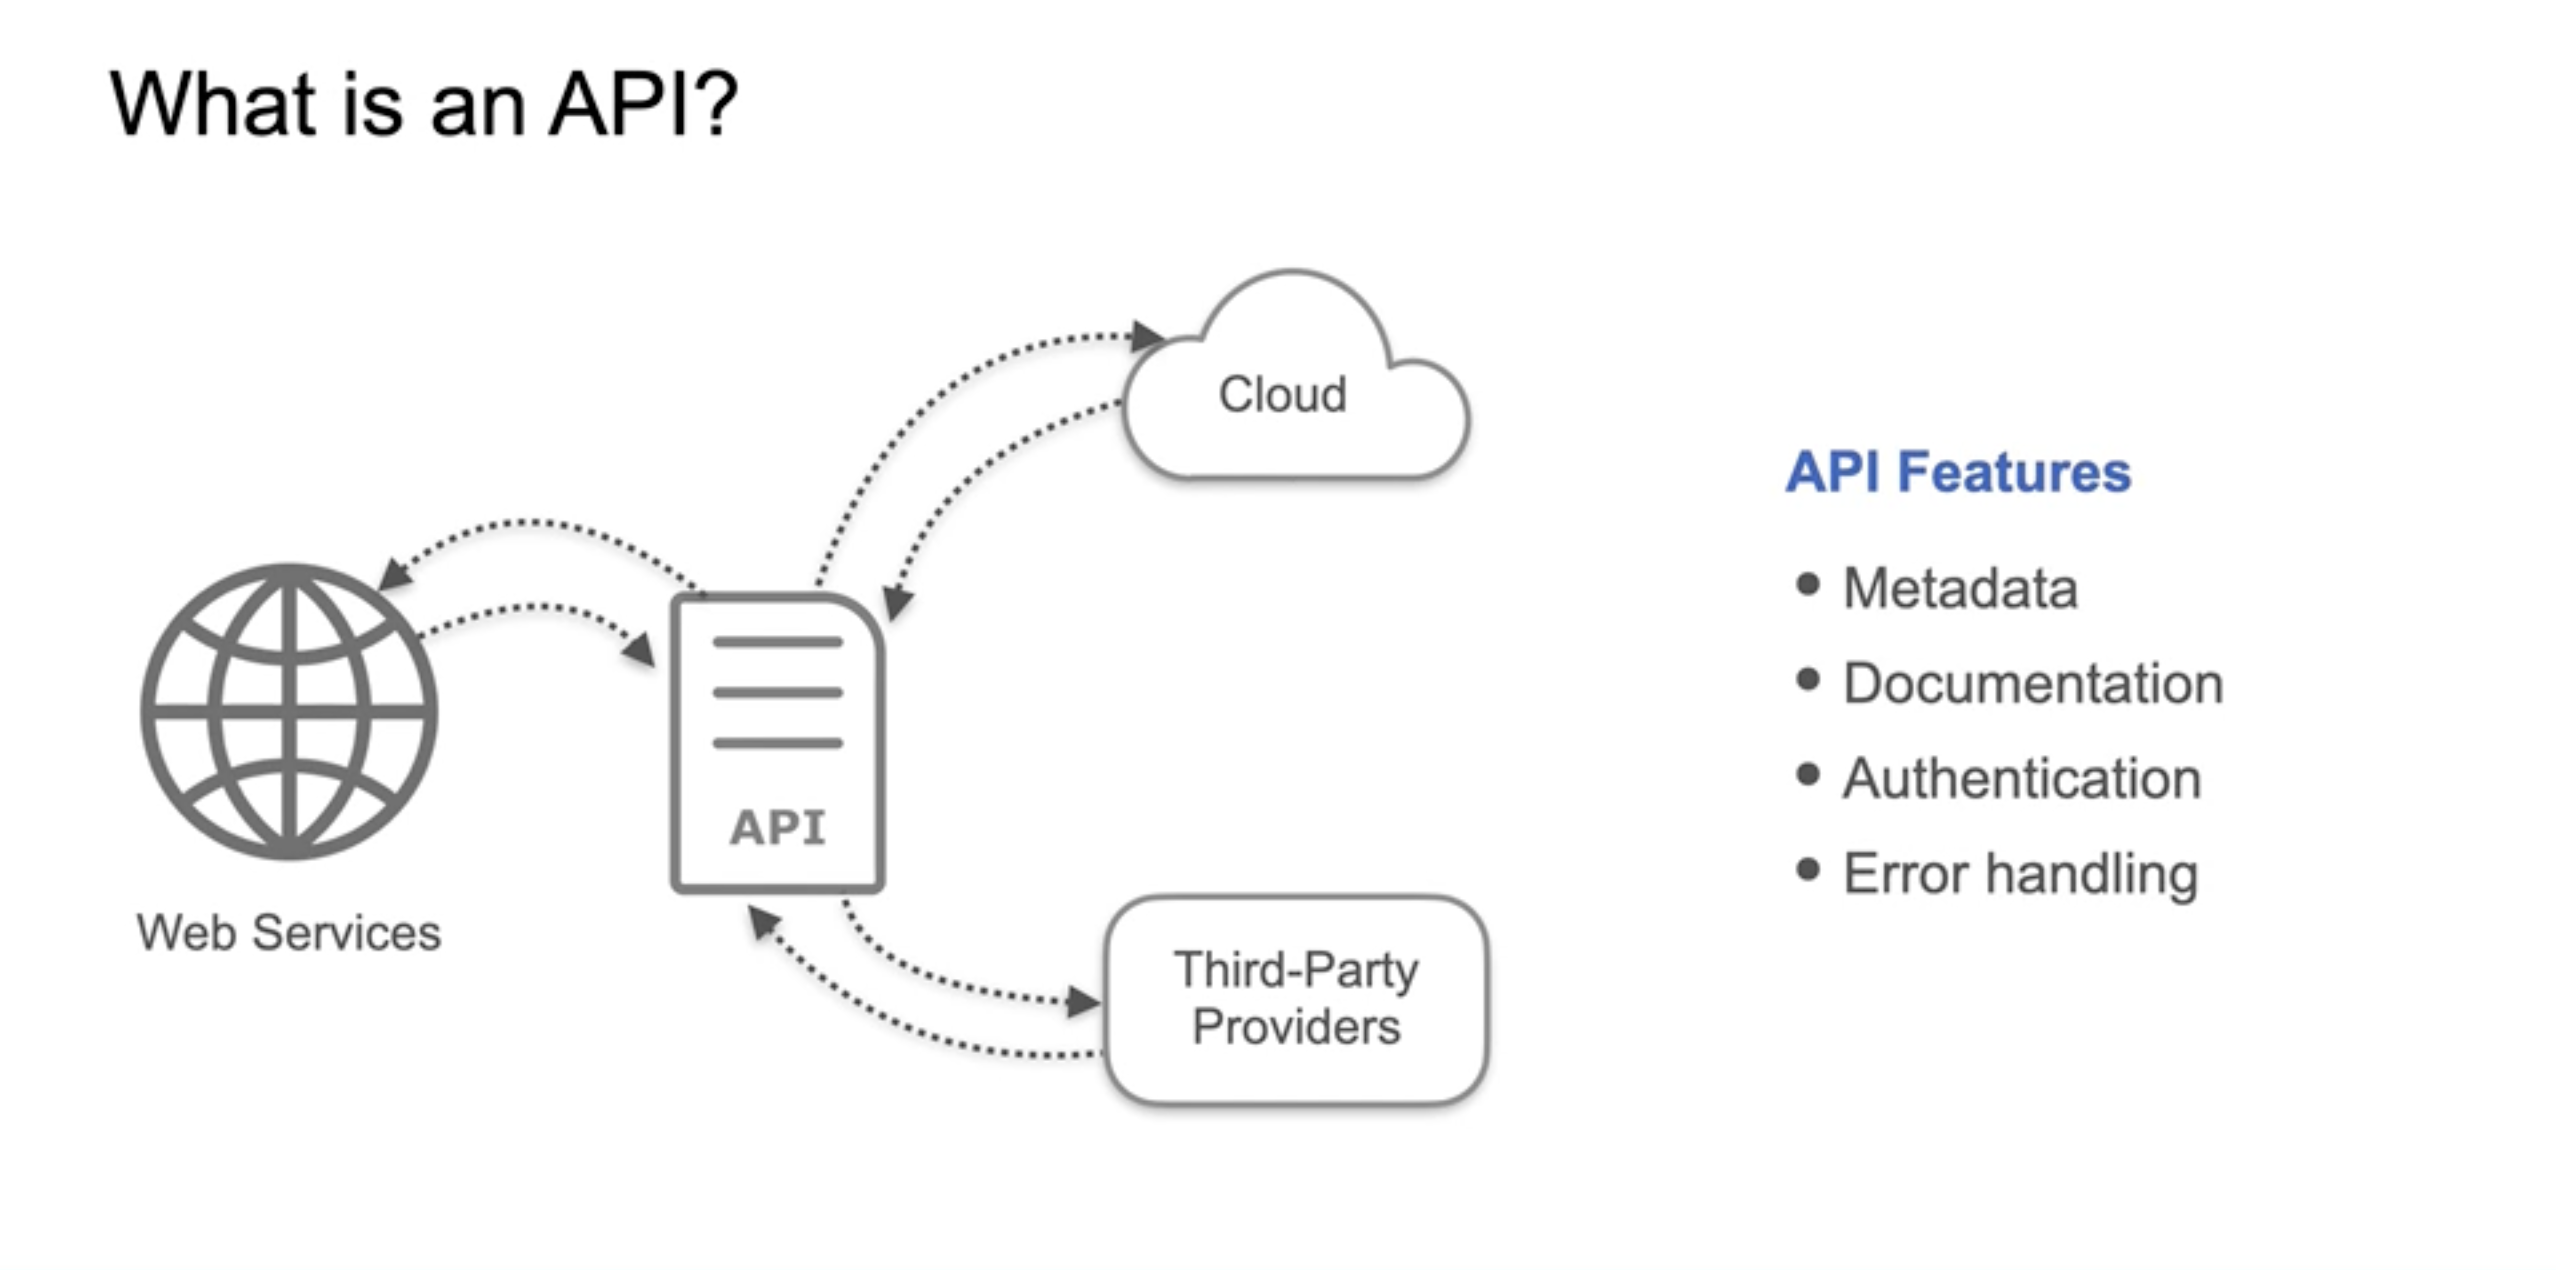 What is an API?
Cloud
API
Web Services
Third-Party
Providers
API Features
• Metadata
• Documentation
• Authentication
• Error handling